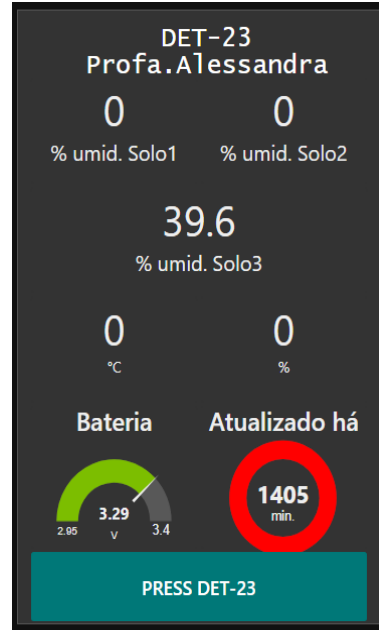 DET-23
Profa.Alessandra
0 0
% umid. Solo1 % umid. Solo2
39.6
% umid. Solo3
0 0
°C %
Bateria Atualizado há
3.29 1405
2.95 V 3.4 min.
PRESS DET-23